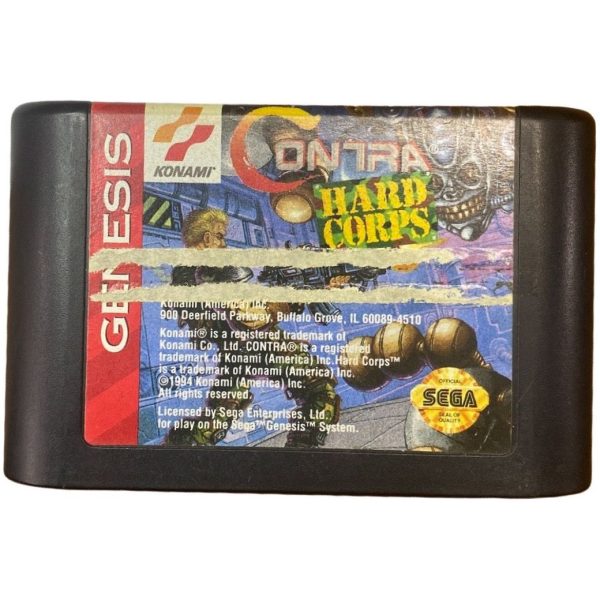 GENESIS
KONAMI
CONTRA
HARD
CORPS
Konami (America) Inc.
900 Deerfield Parkway, Buffalo Grove, IL 60089-4510
Konami® is a registered trademark of
Konami Co., Ltd. CONTRA® is a registered
trademark of Konami (America) Inc. Hard Corps™
is a trademark of Konami (America) Inc.
©1994 Konami (America) Inc.
All rights reserved.
Licensed by Sega Enterprises, Ltd.
for play on the Sega™ Genesis™ System.
OFFICIAL
SEGA
SEAL OF
QUALITY